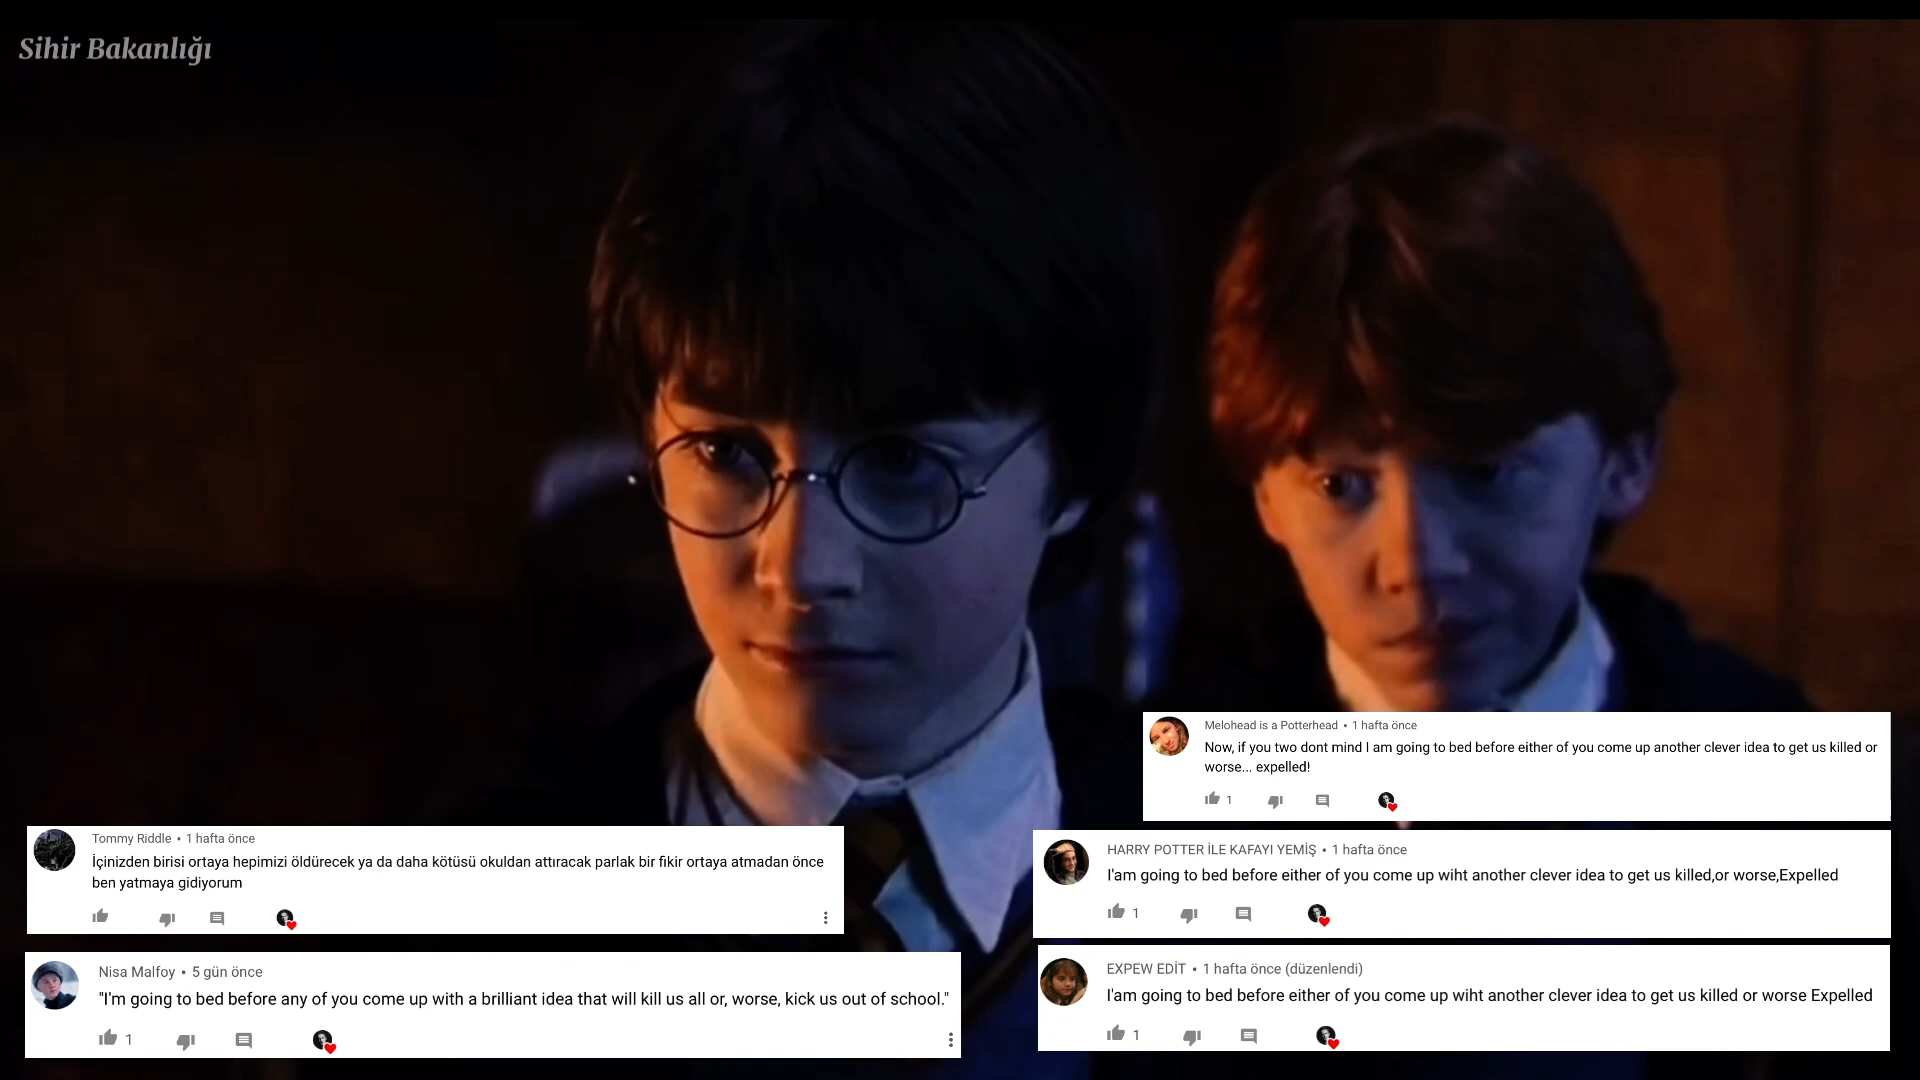 Sihir Bakanlığı
Melohead is a Potterhead • 1 hafta önce
Now, if you two dont mind I am going to bed before either of you come up another clever idea to get us killed or
worse... expelled!
1
Tommy Riddle • 1 hafta önce
İçinizden birisi ortaya hepimizi öldürecek ya da daha kötüsü okuldan attıracak parlak bir fikir ortaya atmadan önce
ben yatmaya gidiyorum
HARRY POTTER İLE KAFAYI YEMİŞ • 1 hafta önce
I'am going to bed before either of you come up wiht another clever idea to get us killed,or worse,Expelled
1
Nisa Malfoy • 5 gün önce
"I'm going to bed before any of you come up with a brilliant idea that will kill us all or, worse, kick us out of school."
1
EXPEW EDİT • 1 hafta önce (düzenlendi)
I'am going to bed before either of you come up wiht another clever idea to get us killed or worse Expelled
1